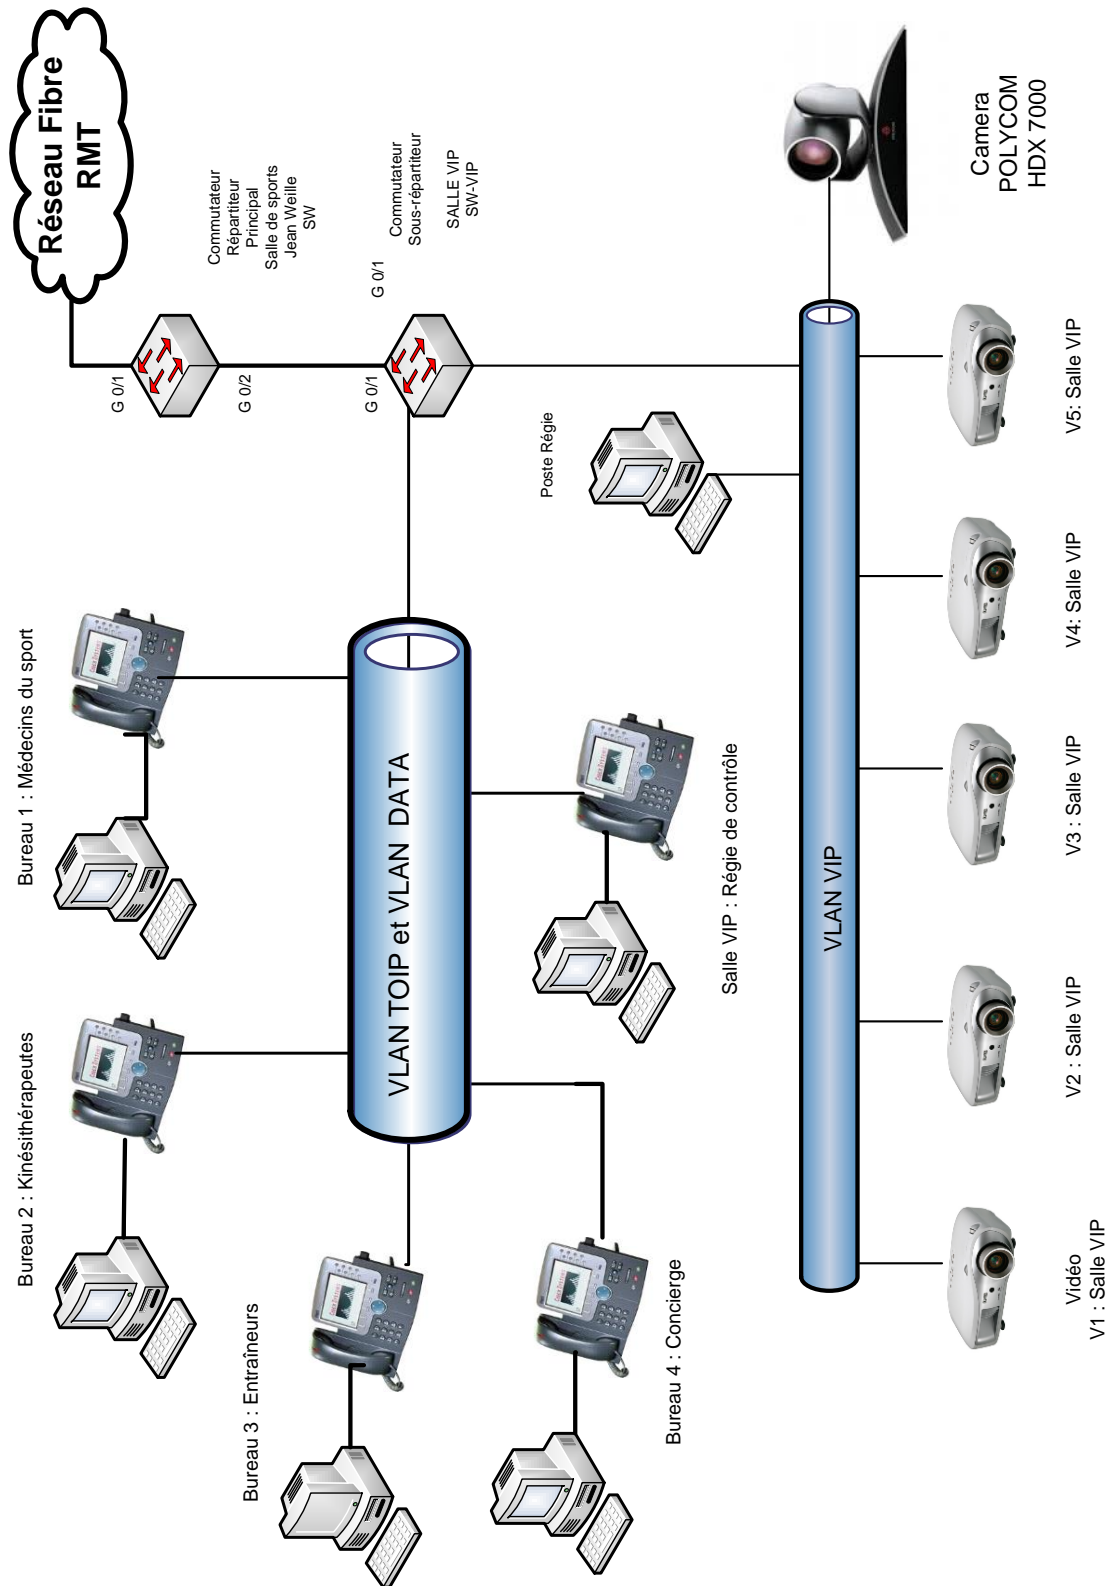 Réseau Fibre
RMT
Commutateur
Répartiteur
Principal
Salle de sports
Jean Weille
SW
G 0/1
G 0/2
Commutateur
Sous-répartiteur
SALLE VIP
SW-VIP
G 0/1
G 0/1
Camera
POLYCOM
HDX 7000
Poste Régie
Bureau 1 : Médecins du sport
Bureau 2 : Kinésithérapeutes
Bureau 3 : Entraîneurs
Bureau 4 : Concierge
VLAN TOIP et VLAN DATA
Salle VIP : Régie de contrôle
VLAN VIP
Vidéo
V1 : Salle VIP
V2 : Salle VIP
V3 : Salle VIP
V4: Salle VIP
V5: Salle VIP